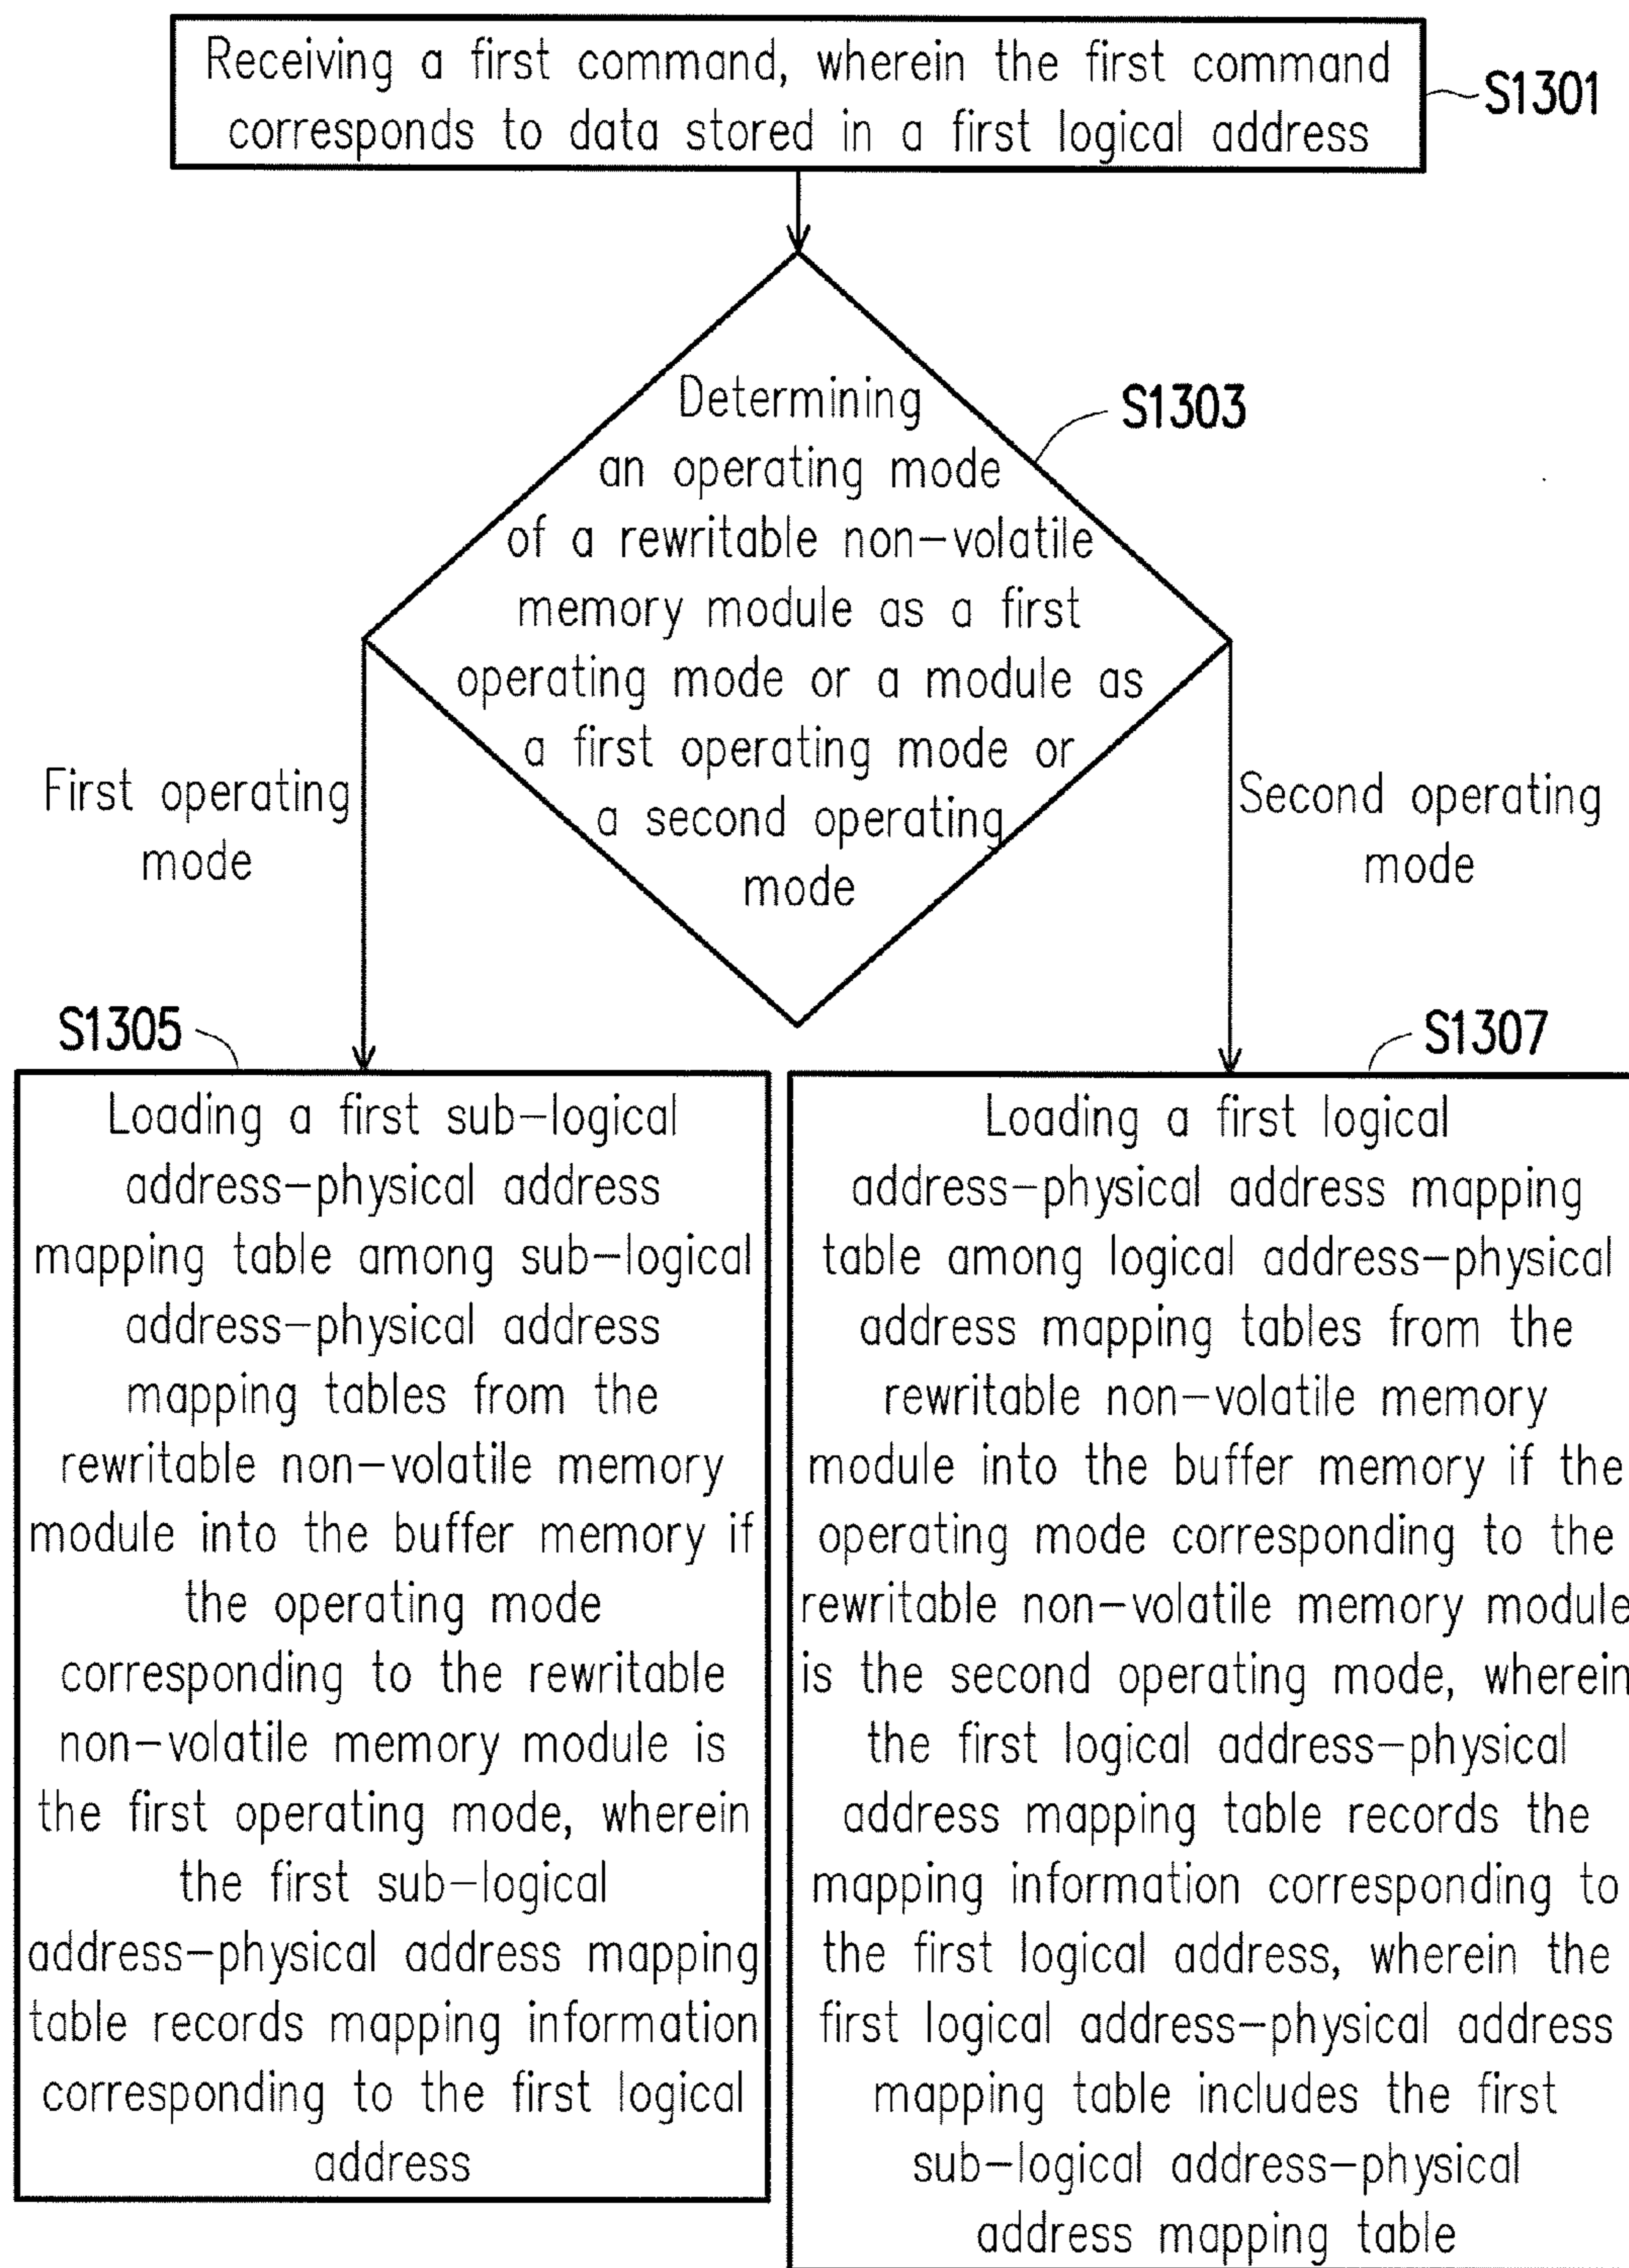 Receiving a first command, wherein the first command
corresponds to data stored in a first logical address
S1301
Determining
an operating mode
of a rewritable non-volatile
memory module as a first
operating mode or a module as
a first operating mode or
a second operating
mode
S1303
First operating
mode
Second operating
mode
S1305
Loading a first sub-logical
address-physical address
mapping table among sub-logical
address-physical address
mapping tables from the
rewritable non-volatile memory
module into the buffer memory if
the operating mode
corresponding to the rewritable
non-volatile memory module is
the first operating mode, wherein
the first sub-logical
address-physical address mapping
table records mapping information
corresponding to the first logical
address
S1307
Loading a first logical
address-physical address mapping
table among logical address-physical
address mapping tables from the
rewritable non-volatile memory
module into the buffer memory if the
operating mode corresponding to the
rewritable non-volatile memory module
is the second operating mode, wherein
the first logical address-physical
address mapping table records the
mapping information corresponding to
the first logical address, wherein the
first logical address-physical address
mapping table includes the first
sub-logical address-physical
address mapping table